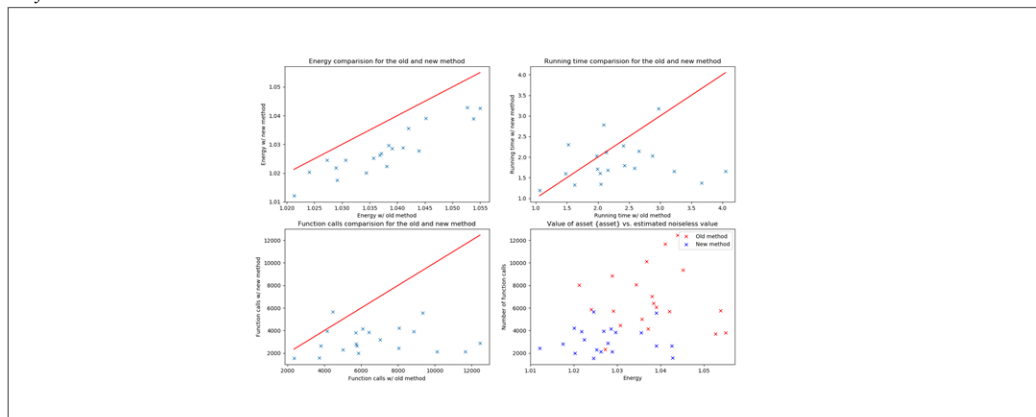 Energy comparision for the old and new method
1.05
1.04
1.03
1.02
1.01
Energy w/ new method
1.020 1.025 1.030 1.035 1.040 1.045 1.050 1.055
Energy w/ old method
Running time comparision for the old and new method
4.0
3.5
3.0
2.5
2.0
1.5
1.0
Running time w/ new method
1.0 1.5 2.0 2.5 3.0 3.5 4.0
Running time w/ old method
Function calls comparision for the old and new method
12000
10000
8000
6000
4000
2000
Function calls w/ new method
2000 4000 6000 8000 10000 12000
Function calls w/ old method
Value of asset {asset} vs. estimated noiseless value
Old method
New method
12000
10000
8000
6000
4000
2000
Number of function calls
1.01 1.02 1.03 1.04 1.05
Energy